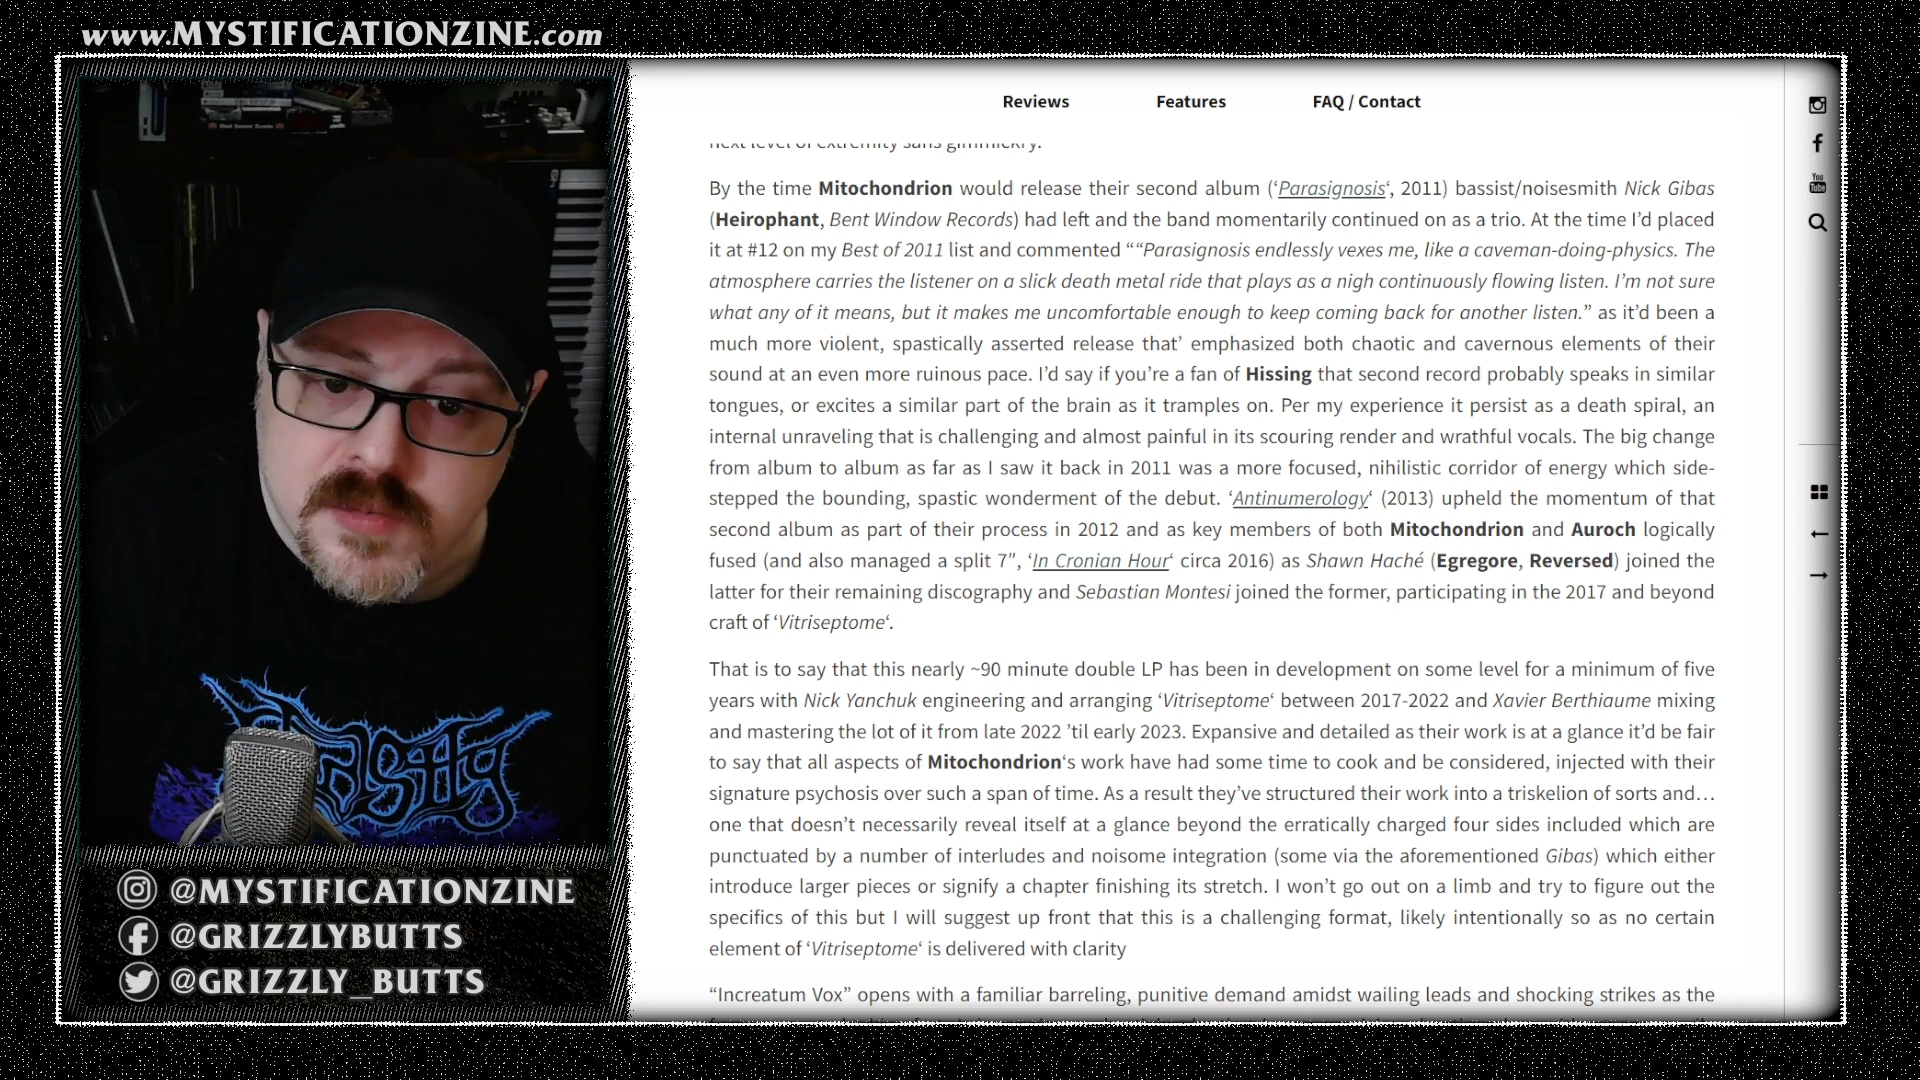 www.MYSTIFICATIONZINE.com
Reviews Features FAQ / Contact
next level of extremity sans gimmickry.
By the time Mitochondrion would release their second album (‘Parasignosis‘, 2011) bassist/noisesmith Nick Gibas
(Heirophant, Bent Window Records) had left and the band momentarily continued on as a trio. At the time I’d placed
it at #12 on my Best of 2011 list and commented ““Parasignosis endlessly vexes me, like a caveman-doing-physics. The
atmosphere carries the listener on a slick death metal ride that plays as a nigh continuously flowing listen. I’m not sure
what any of it means, but it makes me uncomfortable enough to keep coming back for another listen.” as it’d been a
much more violent, spastically asserted release that’ emphasized both chaotic and cavernous elements of their
sound at an even more ruinous pace. I’d say if you’re a fan of Hissing that second record probably speaks in similar
tongues, or excites a similar part of the brain as it tramples on. Per my experience it persist as a death spiral, an
internal unraveling that is challenging and almost painful in its scouring render and wrathful vocals. The big change
from album to album as far as I saw it back in 2011 was a more focused, nihilistic corridor of energy which side-
stepped the bounding, spastic wonderment of the debut. ‘Antinumerology‘ (2013) upheld the momentum of that
second album as part of their process in 2012 and as key members of both Mitochondrion and Auroch logically
fused (and also managed a split 7", ‘In Cronian Hour‘ circa 2016) as Shawn Haché (Egregore, Reversed) joined the
latter for their remaining discography and Sebastian Montesi joined the former, participating in the 2017 and beyond
craft of ‘Vitriseptome‘.
That is to say that this nearly ~90 minute double LP has been in development on some level for a minimum of five
years with Nick Yanchuk engineering and arranging ‘Vitriseptome‘ between 2017-2022 and Xavier Berthiaume mixing
and mastering the lot of it from late 2022 ’til early 2023. Expansive and detailed as their work is at a glance it’d be fair
to say that all aspects of Mitochondrion‘s work have had some time to cook and be considered, injected with their
signature psychosis over such a span of time. As a result they’ve structured their work into a triskelion of sorts and…
one that doesn’t necessarily reveal itself at a glance beyond the erratically charged four sides included which are
punctuated by a number of interludes and noisome integration (some via the aforementioned Gibas) which either
introduce larger pieces or signify a chapter finishing its stretch. I won’t go out on a limb and try to figure out the
specifics of this but I will suggest up front that this is a challenging format, likely intentionally so as no certain
element of ‘Vitriseptome‘ is delivered with clarity
“Increatum Vox” opens with a familiar barreling, punitive demand amidst wailing leads and shocking strikes as the
You Tube
@MYSTIFICATIONZINE
@GRIZZLYBUTTS
@GRIZZLY_BUTTS